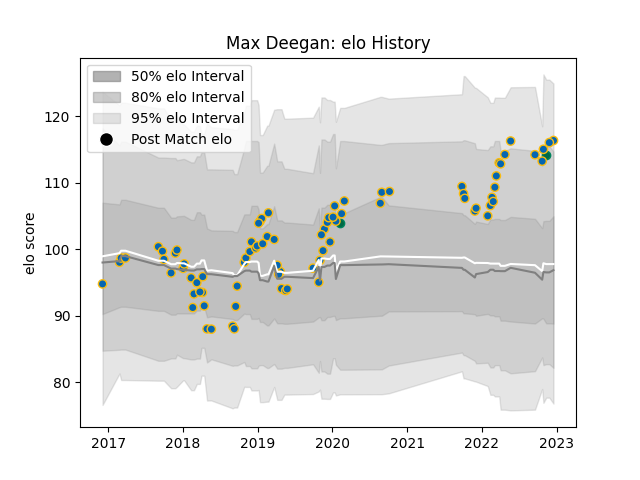 Max Deegan: elo History
50% elo Interval
80% elo Interval
95% elo Interval
Post Match elo
elo score
120
110
100
90
80
2017 2018 2019 2020 2021 2022 2023